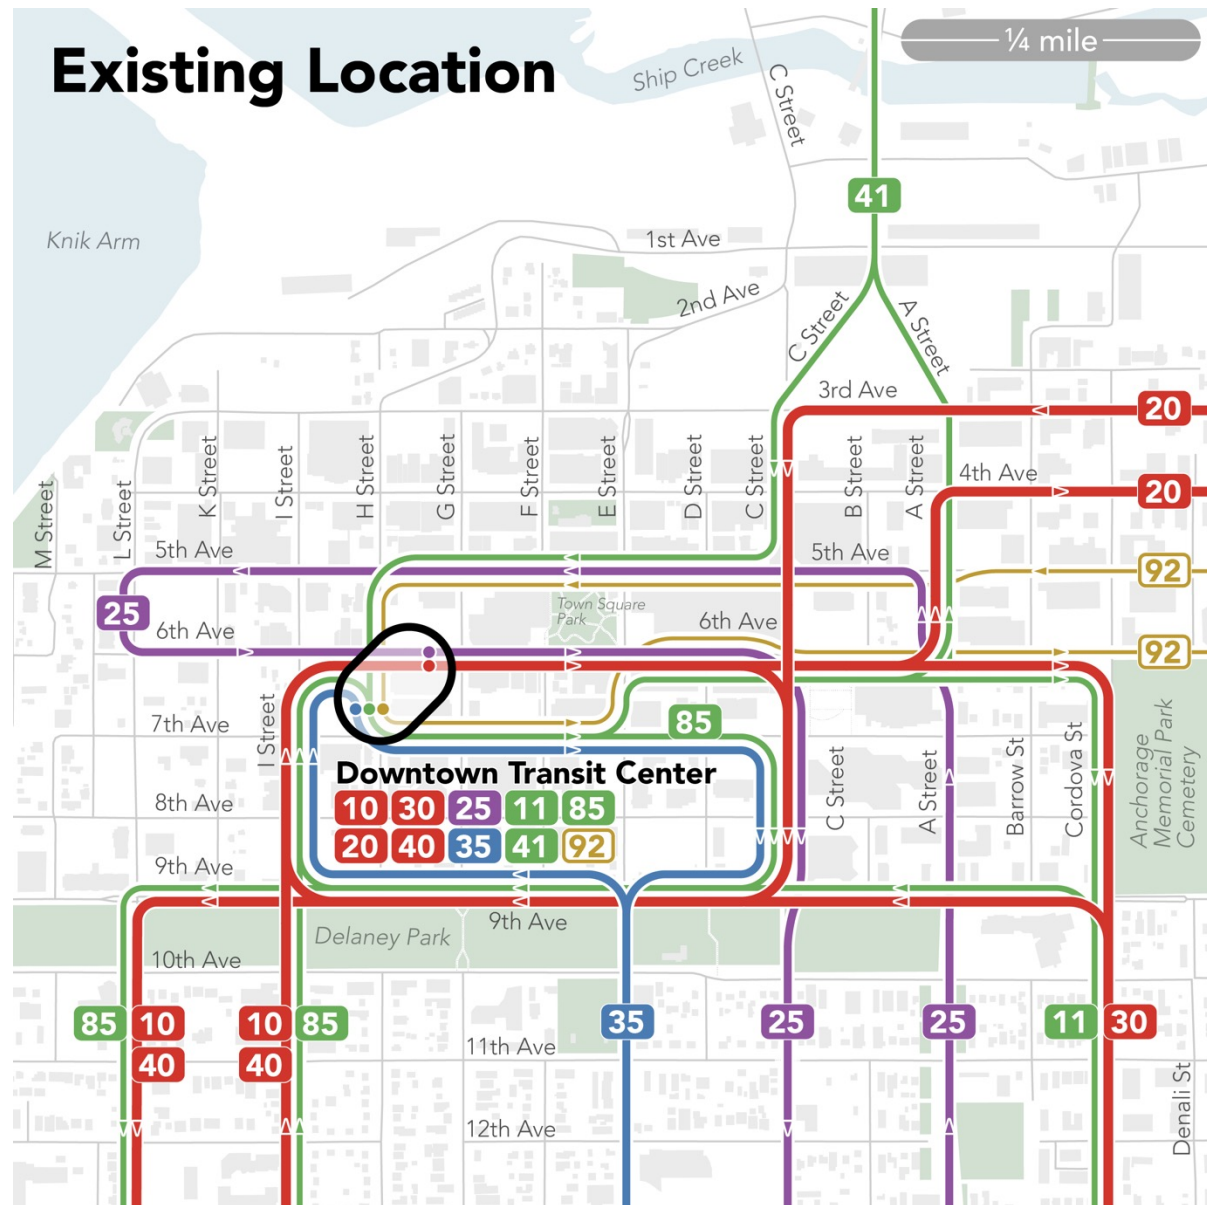 Existing Location
¼ mile
Ship Creek
C Street
41
Knik Arm
1st Ave
2nd Ave
C Street
A Street
3rd Ave
20
4th Ave
20
M Street
L Street
K Street
I Street
H Street
G Street
F Street
E Street
D Street
C Street
B Street
A Street
5th Ave
5th Ave
92
25
Town Square
Park
6th Ave
6th Ave
92
I Street
7th Ave
85
Downtown Transit Center
10 30 25 11 85
20 40 35 41 92
8th Ave
C Street
A Street
Barrow St
Cordova St
Anchorage
Memorial Park
Cemetery
9th Ave
9th Ave
Delaney Park
10th Ave
85 10
40
10 85
40
35
25
25
11 30
11th Ave
12th Ave
Denali St